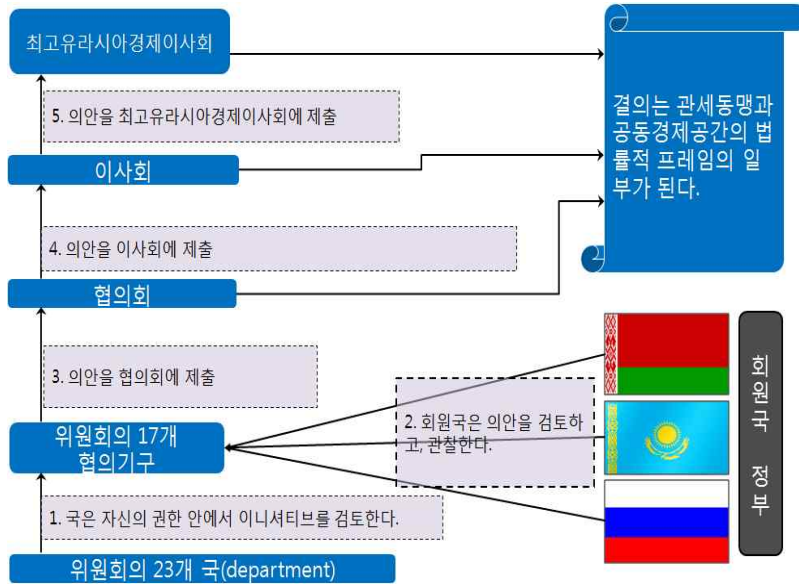 최고유라시아경제이사회
5. 의안을 최고유라시아경제이사회에 제출
이사회
4. 의안을 이사회에 제출
협의회
3. 의안을 협의회에 제출
위원회의 17개
협의기구
1. 국은 자신의 권한 안에서 이니셔티브를 검토한다.
위원회의 23개 국(department)
2. 회원국은 의안을 검토하
고, 관찰한다.
결의는 관세동맹과
공동경제공간의 법
률적 프레임의 일
부가 된다.
회원국 정부